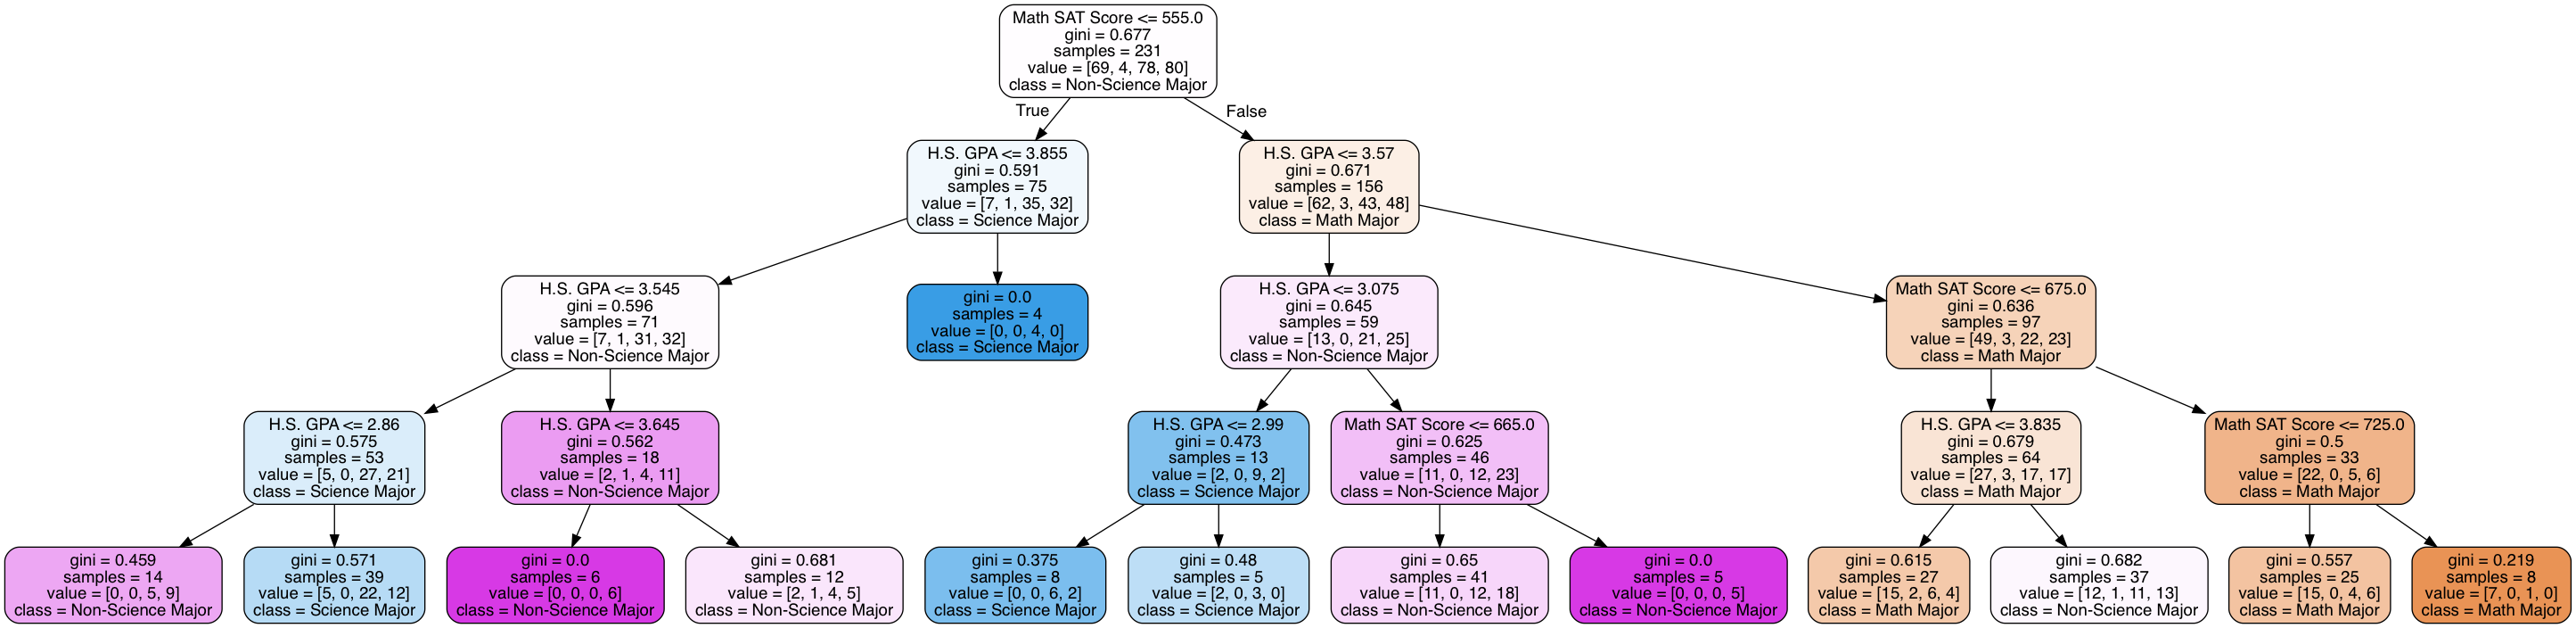 Math SAT Score <= 555.0
gini = 0.677
samples = 231
value = [69, 4, 78, 80]
class = Non-Science Major
True
False
H.S. GPA <= 3.855
gini = 0.591
samples = 75
value = [7, 1, 35, 32]
class = Science Major
H.S. GPA <= 3.57
gini = 0.671
samples = 156
value = [62, 3, 43, 48]
class = Math Major
H.S. GPA <= 3.545
gini = 0.596
samples = 71
value = [7, 1, 31, 32]
class = Non-Science Major
gini = 0.0
samples = 4
value = [0, 0, 4, 0]
class = Science Major
H.S. GPA <= 3.075
gini = 0.645
samples = 59
value = [13, 0, 21, 25]
class = Non-Science Major
Math SAT Score <= 675.0
gini = 0.636
samples = 97
value = [49, 3, 22, 23]
class = Math Major
H.S. GPA <= 2.86
gini = 0.575
samples = 53
value = [5, 0, 27, 21]
class = Science Major
H.S. GPA <= 3.645
gini = 0.562
samples = 18
value = [2, 1, 4, 11]
class = Non-Science Major
H.S. GPA <= 2.99
gini = 0.473
samples = 13
value = [2, 0, 9, 2]
class = Science Major
Math SAT Score <= 665.0
gini = 0.625
samples = 46
value = [11, 0, 12, 23]
class = Non-Science Major
H.S. GPA <= 3.835
gini = 0.679
samples = 64
value = [27, 3, 17, 17]
class = Math Major
Math SAT Score <= 725.0
gini = 0.5
samples = 33
value = [22, 0, 5, 6]
class = Math Major
gini = 0.459
samples = 14
value = [0, 0, 5, 9]
class = Non-Science Major
gini = 0.571
samples = 39
value = [5, 0, 22, 12]
class = Science Major
gini = 0.0
samples = 6
value = [0, 0, 0, 6]
class = Non-Science Major
gini = 0.681
samples = 12
value = [2, 1, 4, 5]
class = Non-Science Major
gini = 0.375
samples = 8
value = [0, 0, 6, 2]
class = Science Major
gini = 0.48
samples = 5
value = [2, 0, 3, 0]
class = Science Major
gini = 0.65
samples = 41
value = [11, 0, 12, 18]
class = Non-Science Major
gini = 0.0
samples = 5
value = [0, 0, 0, 5]
class = Non-Science Major
gini = 0.615
samples = 27
value = [15, 2, 6, 4]
class = Math Major
gini = 0.682
samples = 37
value = [12, 1, 11, 13]
class = Non-Science Major
gini = 0.557
samples = 25
value = [15, 0, 4, 6]
class = Math Major
gini = 0.219
samples = 8
value = [7, 0, 1, 0]
class = Math Major